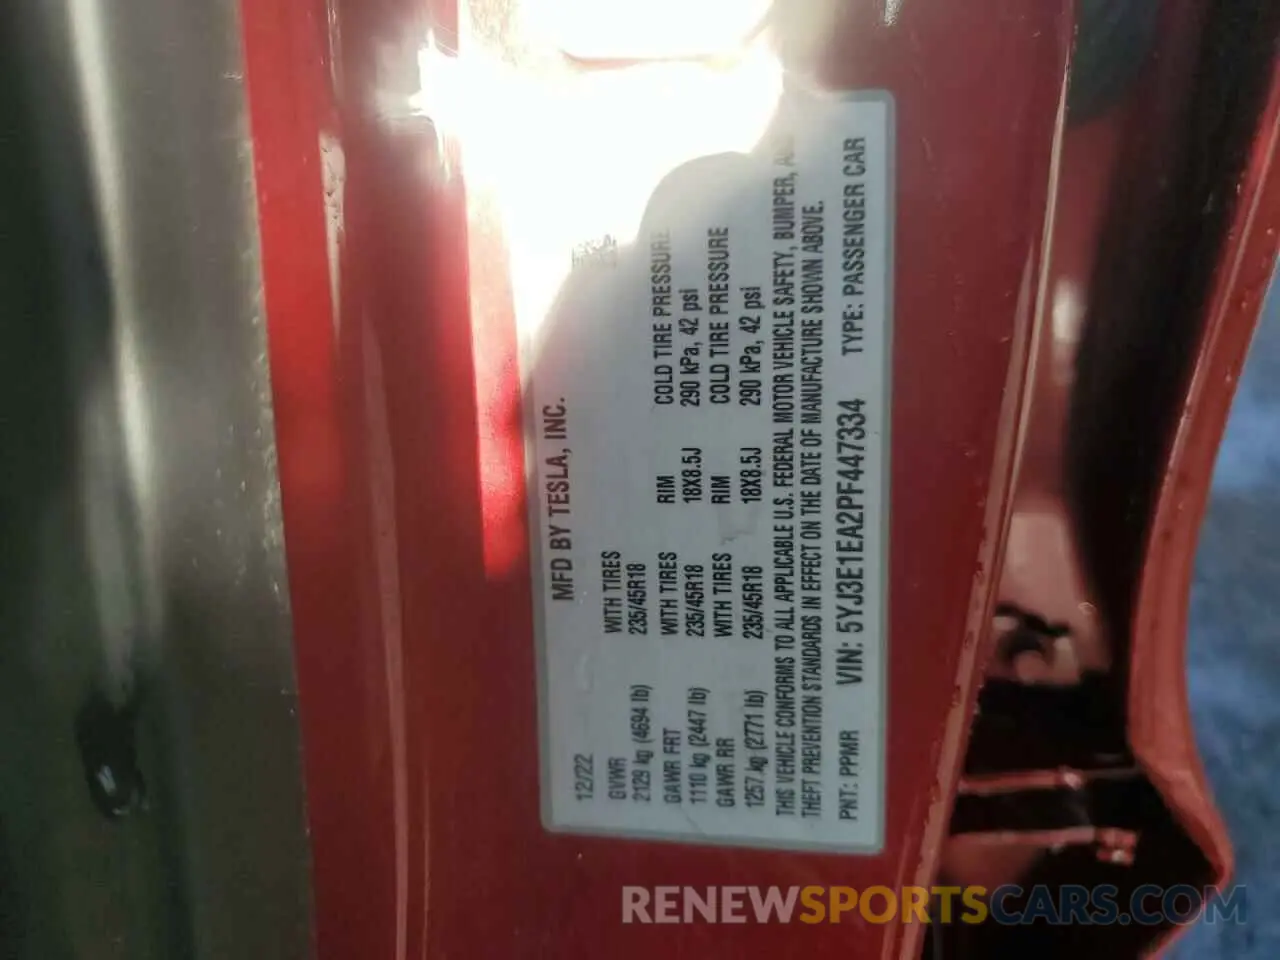 MFD BY TESLA, INC.
12/22
GVWR WITH TIRES
2129 kg (4694 lb) 235/45R18
GAWR FRT WITH TIRES RIM COLD TIRE PRESSURE
1110 kg (2447 lb) 235/45R18 18X8.5J 290 kPa, 42 psi
GAWR RR WITH TIRES RIM COLD TIRE PRESSURE
1257 kg (2771 lb) 235/45R18 18X8.5J 290 kPa, 42 psi
THIS VEHICLE CONFORMS TO ALL APPLICABLE U.S. FEDERAL MOTOR VEHICLE SAFETY, BUMPER,
THEFT PREVENTION STANDARDS IN EFFECT ON THE DATE OF MANUFACTURE SHOWN ABOVE.
PNT: PPMR VIN: 5YJ3E1EA2PF447334 TYPE: PASSENGER CAR
RENEWSPORTSCARS.COM